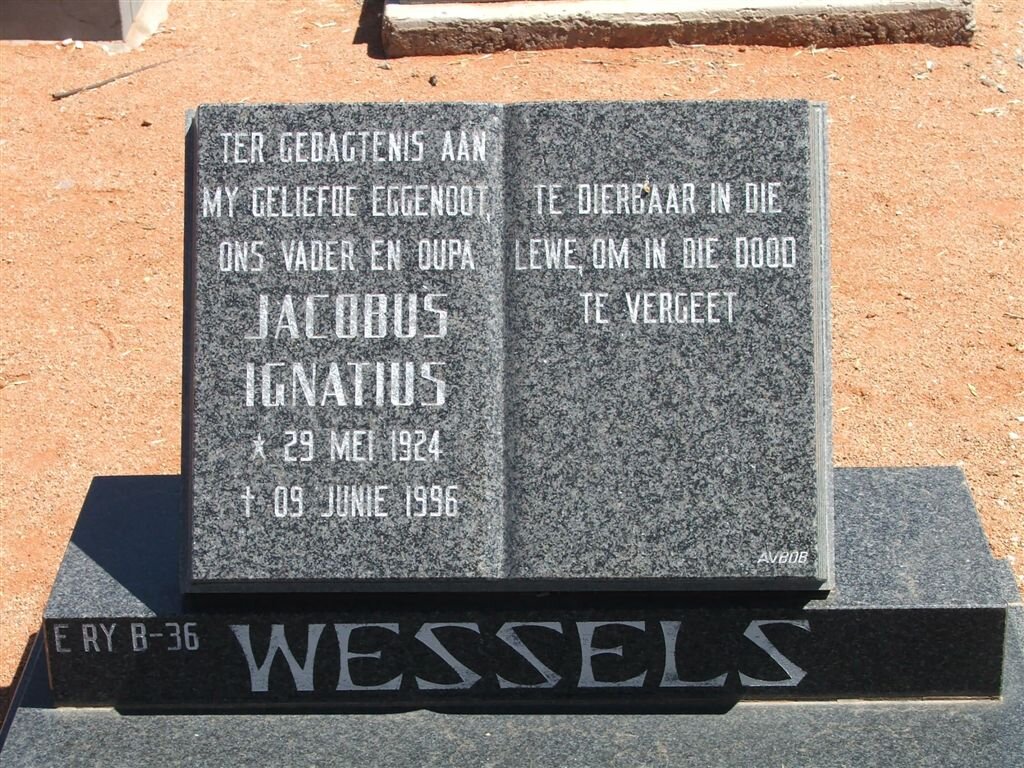 TER GEDAGTENIS AAN
MY GELIEFDE EGGENOOT,
ONS VADER EN OUPA
JACOBUS
IGNATIUS
* 29 MEI 1924
† 09 JUNIE 1996
TE DIERBAAR IN DIE
LEWE, OM IN DIE DOOD
TE VERGEET
AVBOB
E RY B-36
WESSELS